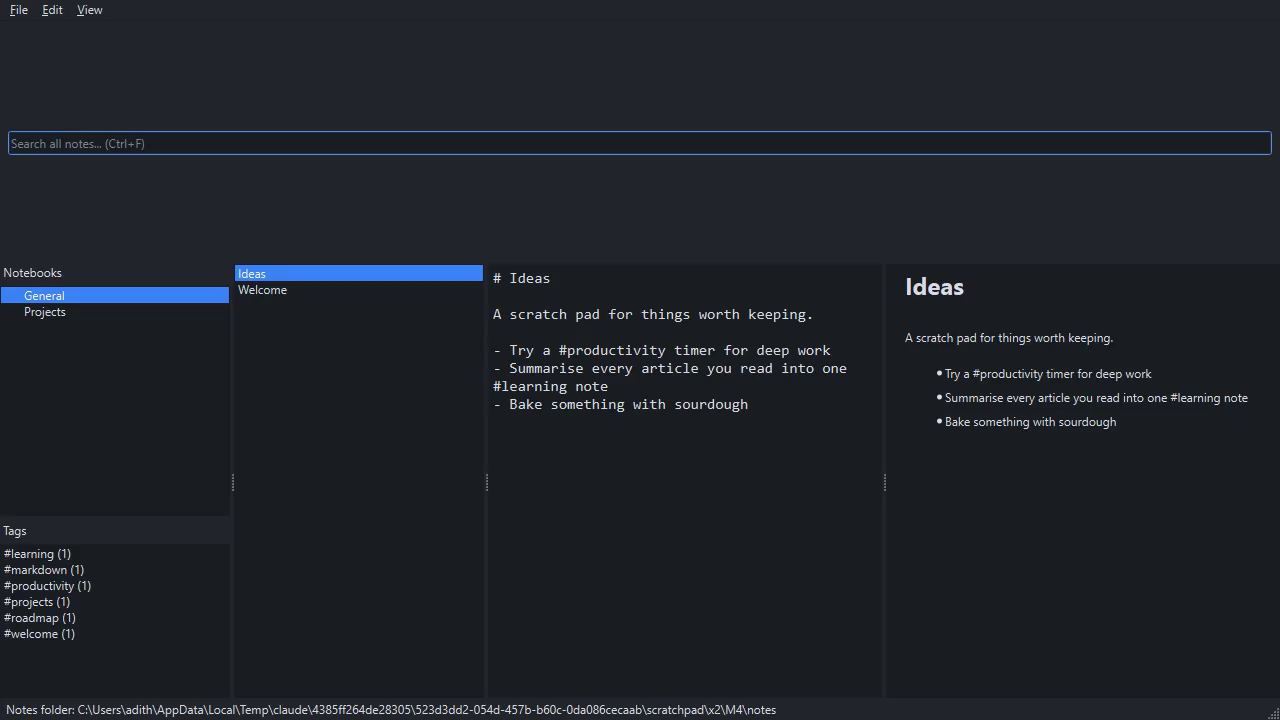 File Edit View
Search all notes... (Ctrl+F)
Notebooks
General
Projects
Tags
#learning (1)
#markdown (1)
#productivity (1)
#projects (1)
#roadmap (1)
#welcome (1)
Ideas
Welcome
# Ideas
A scratch pad for things worth keeping.
- Try a #productivity timer for deep work
- Summarise every article you read into one
#learning note
- Bake something with sourdough
Ideas
A scratch pad for things worth keeping.
• Try a #productivity timer for deep work
• Summarise every article you read into one #learning note
• Bake something with sourdough
Notes folder: C:\Users\adith\AppData\Local\Temp\claude\4385ff264de28305\523d3dd2-054d-457b-b60c-0da086cecaab\scratchpad\x2\M4\notes